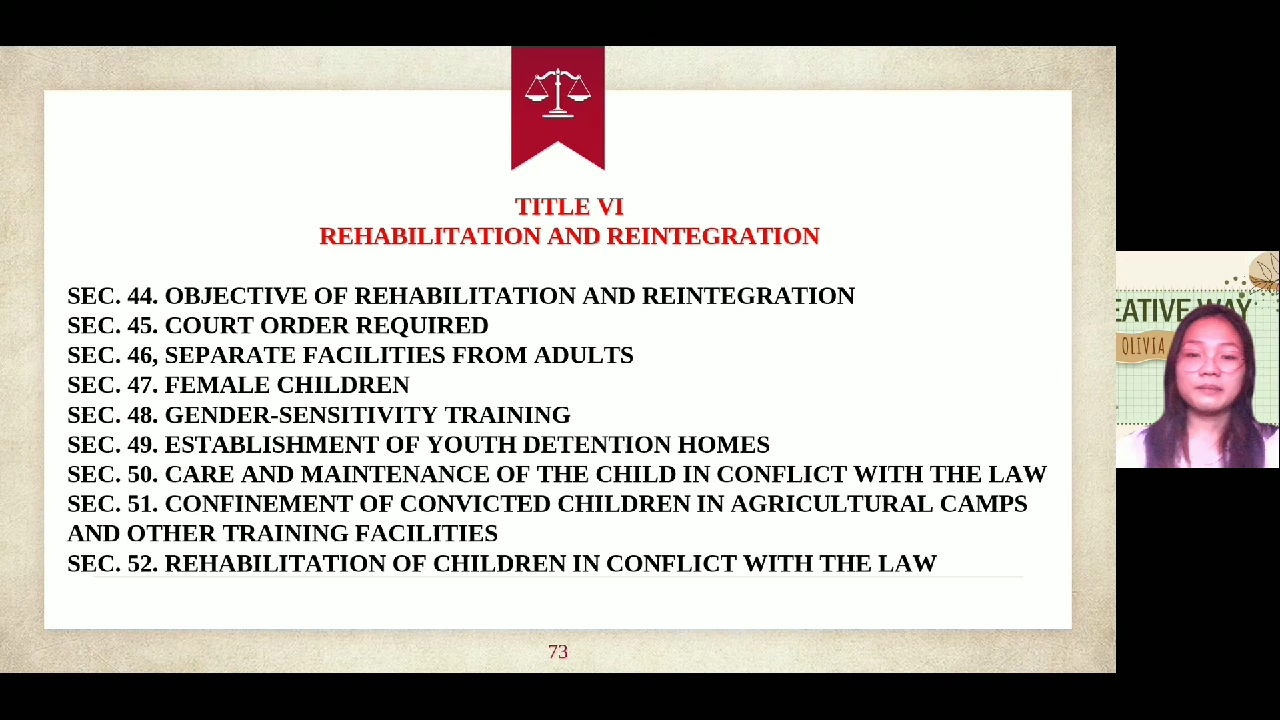 TITLE VI
REHABILITATION AND REINTEGRATION
SEC. 44. OBJECTIVE OF REHABILITATION AND REINTEGRATION
SEC. 45. COURT ORDER REQUIRED
SEC. 46, SEPARATE FACILITIES FROM ADULTS
SEC. 47. FEMALE CHILDREN
SEC. 48. GENDER-SENSITIVITY TRAINING
SEC. 49. ESTABLISHMENT OF YOUTH DETENTION HOMES
SEC. 50. CARE AND MAINTENANCE OF THE CHILD IN CONFLICT WITH THE LAW
SEC. 51. CONFINEMENT OF CONVICTED CHILDREN IN AGRICULTURAL CAMPS
AND OTHER TRAINING FACILITIES
SEC. 52. REHABILITATION OF CHILDREN IN CONFLICT WITH THE LAW
73
EATIVE WAY
OLIVIA